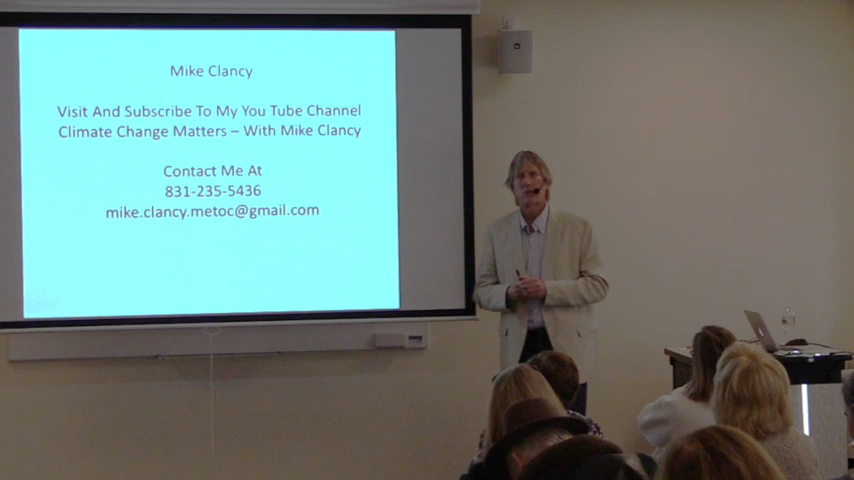 Mike Clancy
Visit And Subscribe To My You Tube Channel
Climate Change Matters – With Mike Clancy
Contact Me At
831-235-5436
mike.clancy.metoc@gmail.com